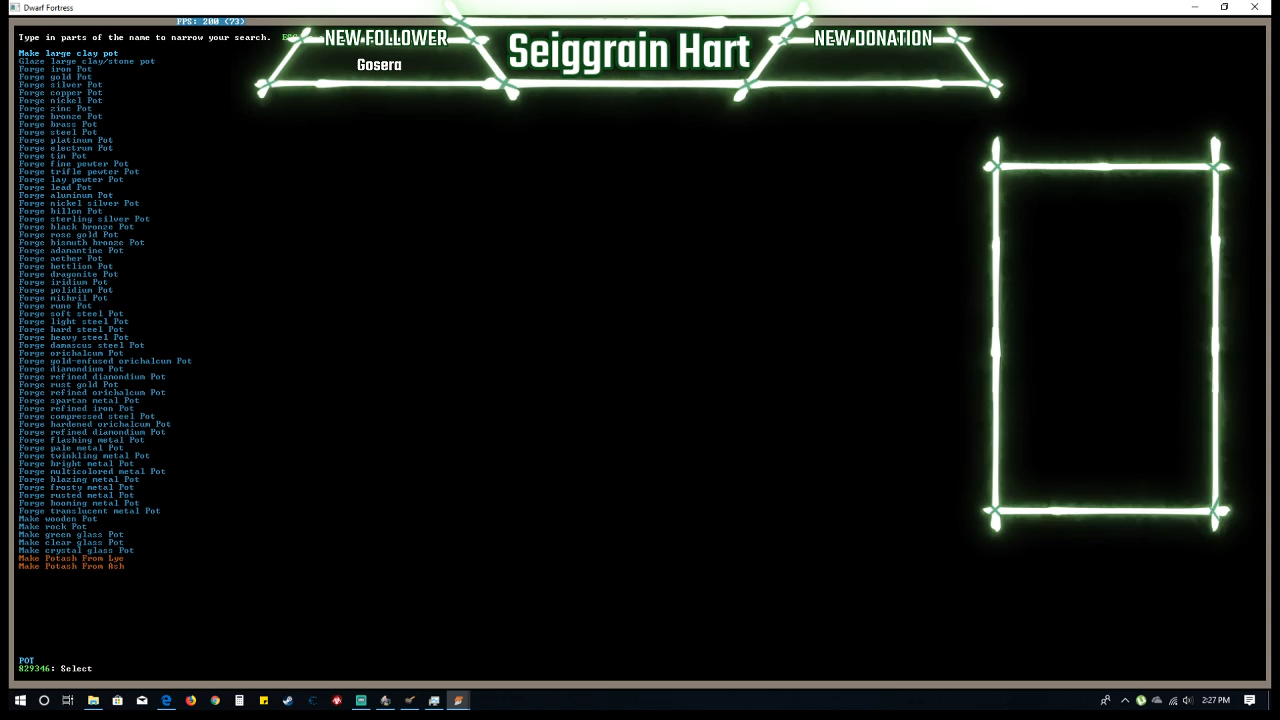 Dwarf Fortress
FPS: 200 (73)
Type in parts of the name to narrow your search.
NEW FOLLOWER
Gosera
Seiggrain Hart
NEW DONATION
Make large clay pot
Glaze large clay/stone pot
Forge iron Pot
Forge gold Pot
Forge silver Pot
Forge copper Pot
Forge nickel Pot
Forge zinc Pot
Forge bronze Pot
Forge brass Pot
Forge steel Pot
Forge platinum Pot
Forge electrum Pot
Forge tin Pot
Forge fine pewter Pot
Forge trifle pewter Pot
Forge lay pewter Pot
Forge lead Pot
Forge aluminum Pot
Forge nickel silver Pot
Forge billon Pot
Forge sterling silver Pot
Forge black bronze Pot
Forge rose gold Pot
Forge bismuth bronze Pot
Forge adamantine Pot
Forge aether Pot
Forge hettlion Pot
Forge dragonite Pot
Forge iridium Pot
Forge polidium Pot
Forge mithril Pot
Forge rune Pot
Forge soft steel Pot
Forge light steel Pot
Forge hard steel Pot
Forge heavy steel Pot
Forge damascus steel Pot
Forge orichalcum Pot
Forge gold-enfused orichalcum Pot
Forge diamondium Pot
Forge refined diamondium Pot
Forge rust gold Pot
Forge refined orichalcum Pot
Forge spartan metal Pot
Forge refined iron Pot
Forge compressed steel Pot
Forge hardened orichalcum Pot
Forge refined diamondium Pot
Forge flashing metal Pot
Forge pale metal Pot
Forge twinkling metal Pot
Forge bright metal Pot
Forge multicolored metal Pot
Forge blazing metal Pot
Forge frosty metal Pot
Forge rusted metal Pot
Forge booming metal Pot
Forge translucent metal Pot
Make wooden Pot
Make rock Pot
Make green glass Pot
Make clear glass Pot
Make crystal glass Pot
Make Potash From Lye
Make Potash From Ash
POT
829346: Select
2:27 PM